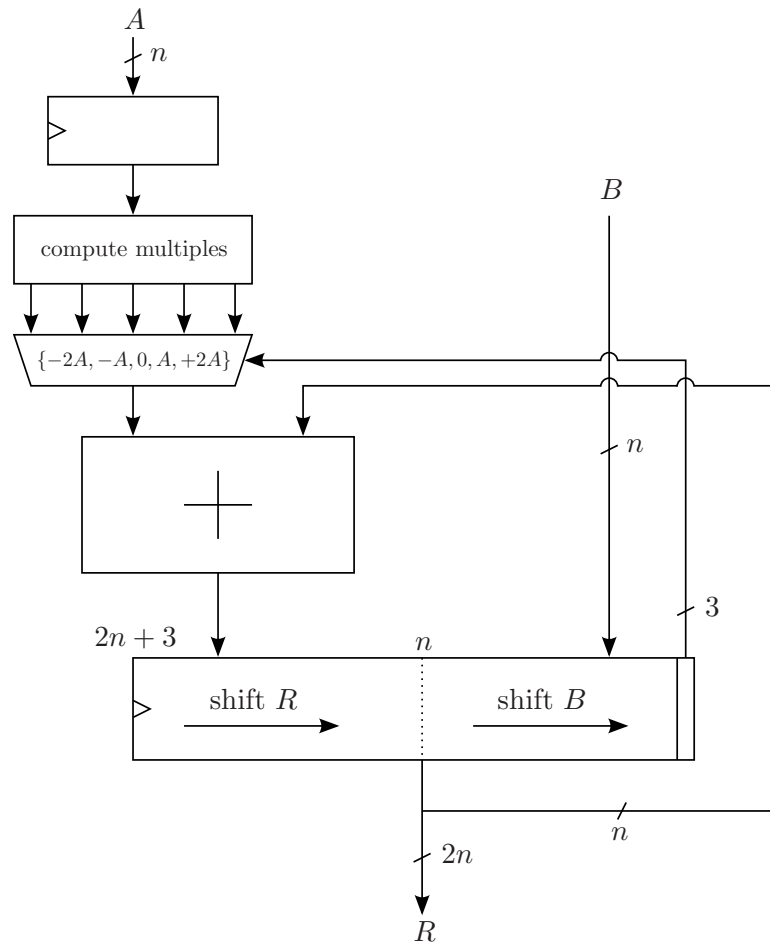 A
n
B
compute multiples
{−2A, −A, 0, A, +2A}
n
3
2n + 3
n
shift R
shift B
n
2n
R